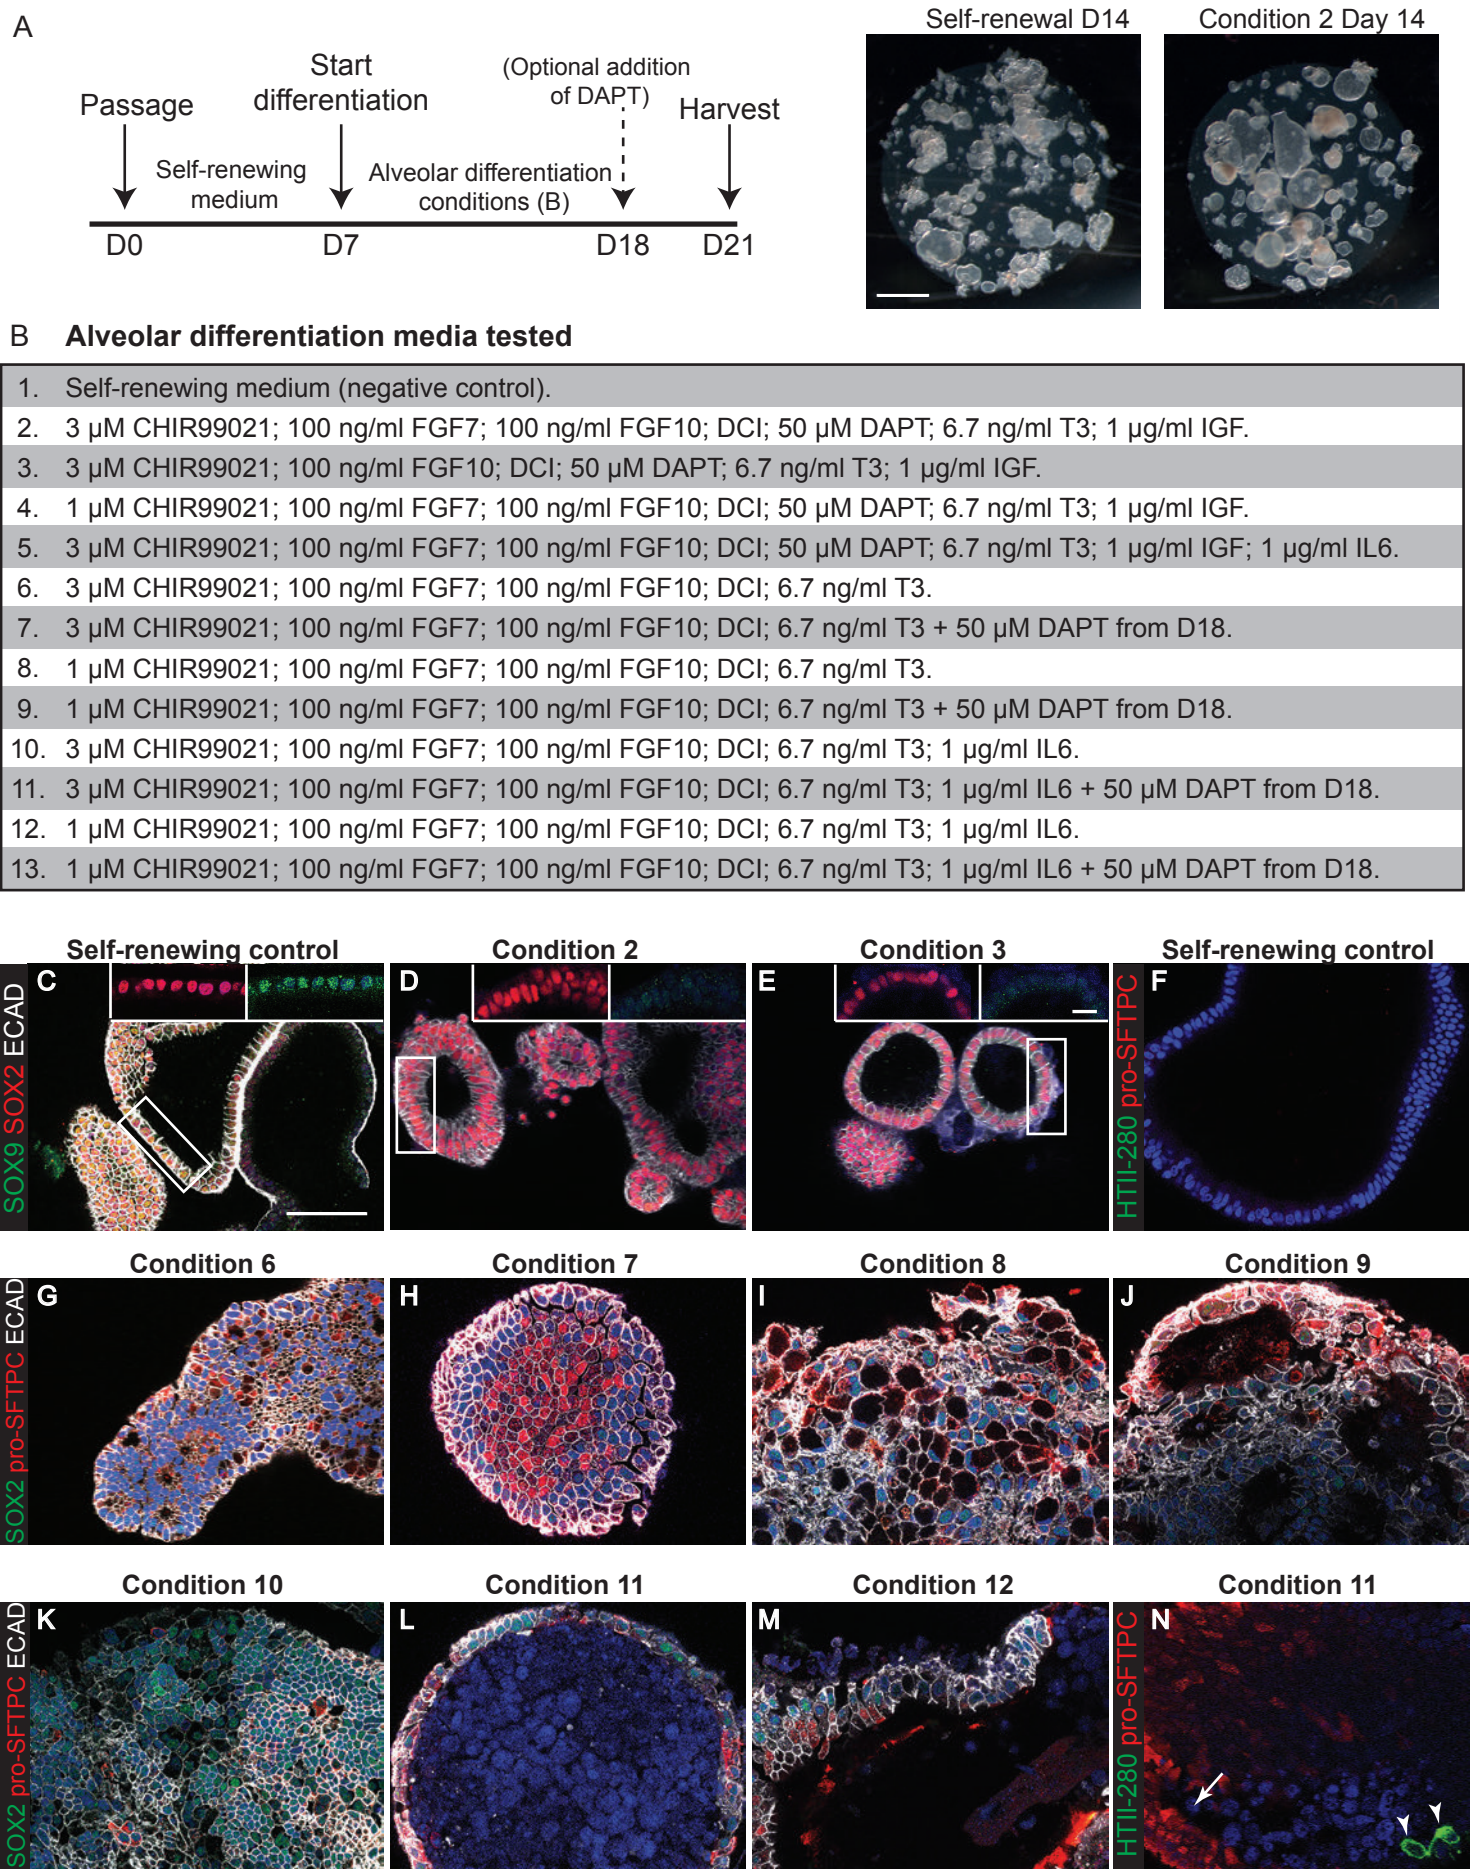 A
Self-renewal D14
Condition 2 Day 14
Passage
Start
differentiation
(Optional addition
of DAPT)
Harvest
Self-renewing
medium
Alveolar differentiation
conditions (B)
D0
D7
D18
D21
B Alveolar differentiation media tested
1. Self-renewing medium (negative control).
2. 3 µM CHIR99021; 100 ng/ml FGF7; 100 ng/ml FGF10; DCI; 50 µM DAPT; 6.7 ng/ml T3; 1 µg/ml IGF.
3. 3 µM CHIR99021; 100 ng/ml FGF10; DCI; 50 µM DAPT; 6.7 ng/ml T3; 1 µg/ml IGF.
4. 1 µM CHIR99021; 100 ng/ml FGF7; 100 ng/ml FGF10; DCI; 50 µM DAPT; 6.7 ng/ml T3; 1 µg/ml IGF.
5. 3 µM CHIR99021; 100 ng/ml FGF7; 100 ng/ml FGF10; DCI; 50 µM DAPT; 6.7 ng/ml T3; 1 µg/ml IGF; 1 µg/ml IL6.
6. 3 µM CHIR99021; 100 ng/ml FGF7; 100 ng/ml FGF10; DCI; 6.7 ng/ml T3.
7. 3 µM CHIR99021; 100 ng/ml FGF7; 100 ng/ml FGF10; DCI; 6.7 ng/ml T3 + 50 µM DAPT from D18.
8. 1 µM CHIR99021; 100 ng/ml FGF7; 100 ng/ml FGF10; DCI; 6.7 ng/ml T3.
9. 1 µM CHIR99021; 100 ng/ml FGF7; 100 ng/ml FGF10; DCI; 6.7 ng/ml T3 + 50 µM DAPT from D18.
10. 3 µM CHIR99021; 100 ng/ml FGF7; 100 ng/ml FGF10; DCI; 6.7 ng/ml T3; 1 µg/ml IL6.
11. 3 µM CHIR99021; 100 ng/ml FGF7; 100 ng/ml FGF10; DCI; 6.7 ng/ml T3; 1 µg/ml IL6 + 50 µM DAPT from D18.
12. 1 µM CHIR99021; 100 ng/ml FGF7; 100 ng/ml FGF10; DCI; 6.7 ng/ml T3; 1 µg/ml IL6.
13. 1 µM CHIR99021; 100 ng/ml FGF7; 100 ng/ml FGF10; DCI; 6.7 ng/ml T3; 1 µg/ml IL6 + 50 µM DAPT from D18.
Self-renewing control
Condition 2
Condition 3
Self-renewing control
SOX9 SOX2 ECAD
C
D
E
HTII-280 pro-SFTPC
F
Condition 6
Condition 7
Condition 8
Condition 9
SOX2 pro-SFTPC ECAD
G
H
I
J
Condition 10
Condition 11
Condition 12
Condition 11
SOX2 pro-SFTPC ECAD
K
L
M
HTII-280 pro-SFTPC
N